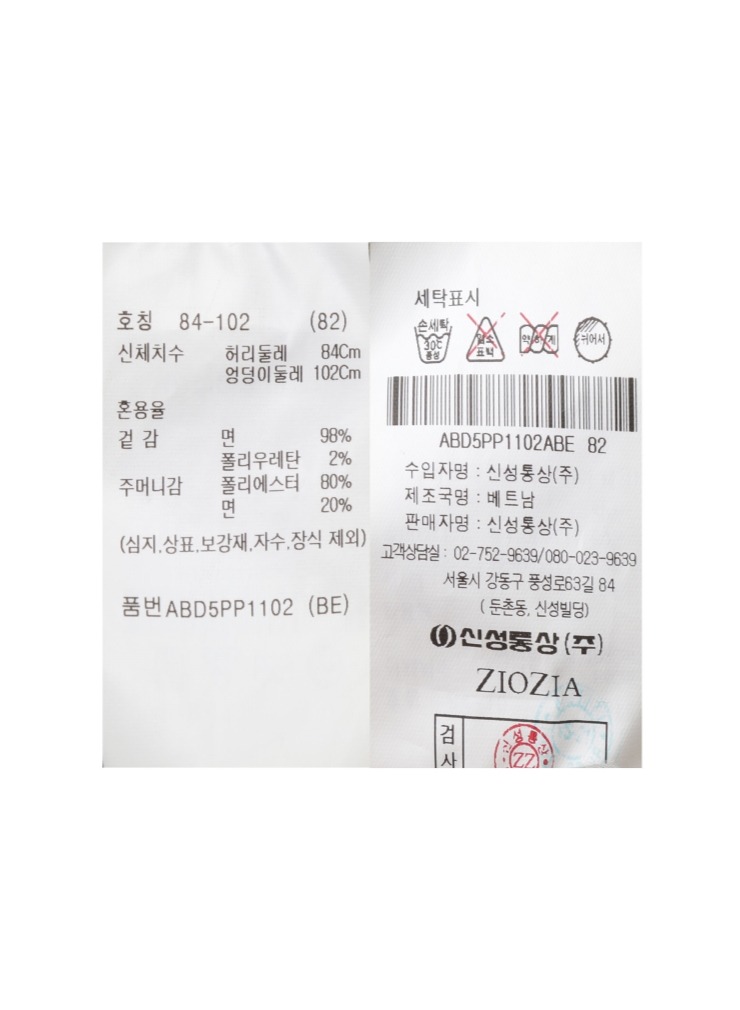 호칭 84-102 (82)
신체치수 허리둘레 84Cm
엉덩이둘레 102Cm
혼용율
겉 감 면 98%
폴리우레탄 2%
주머니감 폴리에스터 80%
면 20%
(심지,상표,보강재,자수,장식 제외)
품번ABD5PP1102 (BE)
세탁표시
손세탁
30℃
중성
염소
표백
약하게
뉘어서
ABD5PP1102ABE 82
수입자명 : 신성통상(주)
제조국명 : 베트남
판매자명 : 신성통상(주)
고객상담실 : 02-752-9639/080-023-9639
서울시 강동구 풍성로63길 84
(둔촌동, 신성빌딩)
신성통상(주)
ZIOZIA
검사
신성통상
ZZ